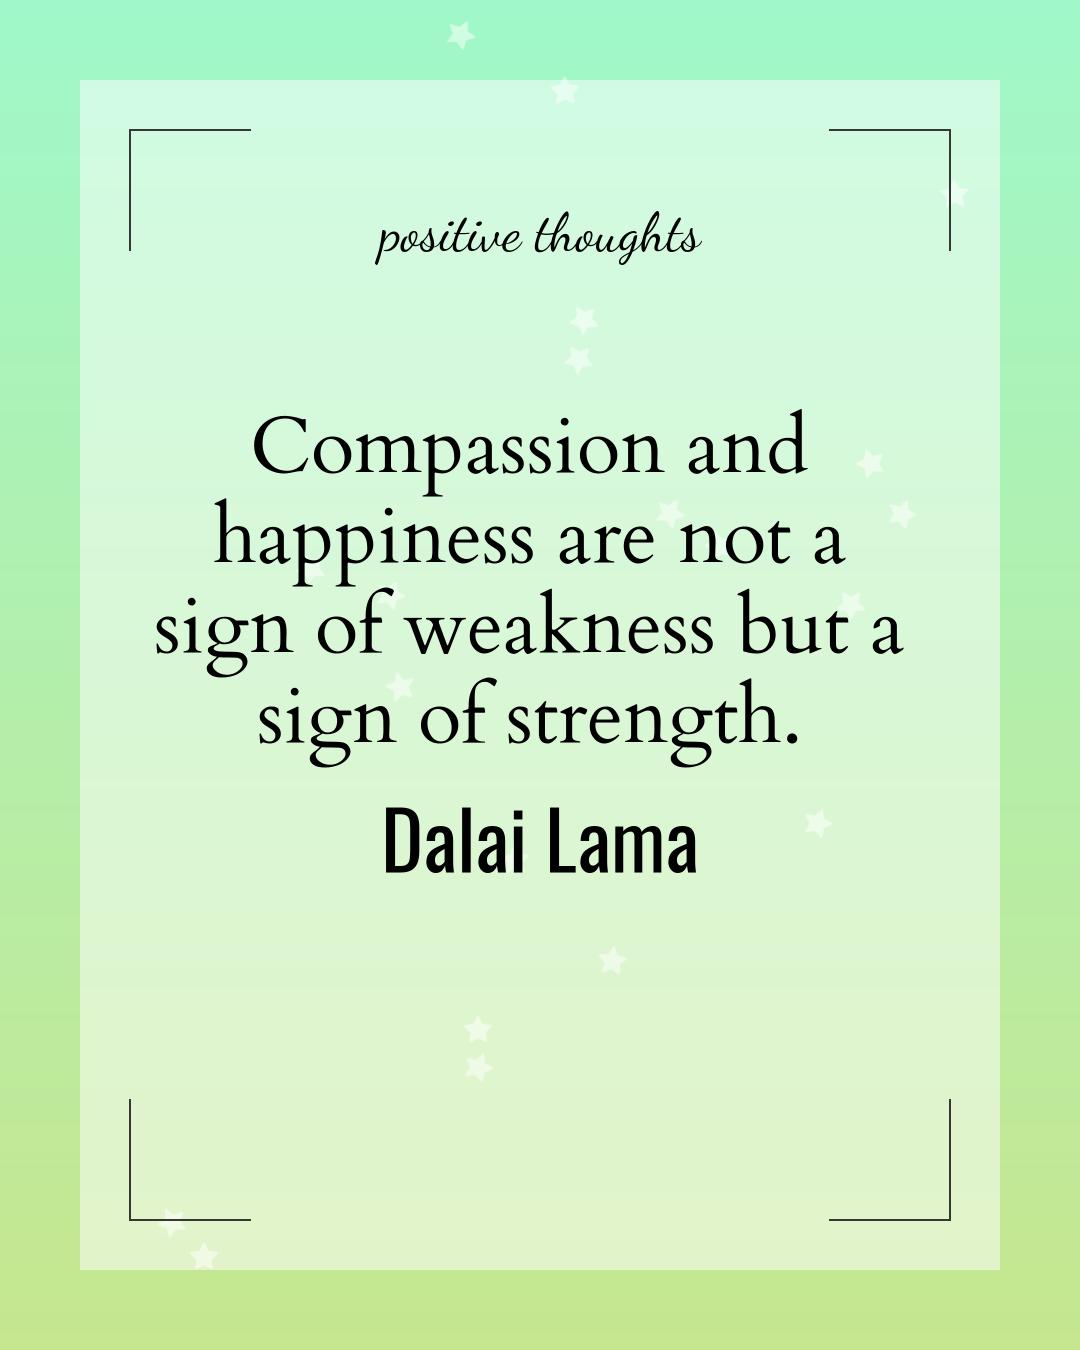 positive thoughts
Compassion and
happiness are not a
sign of weakness but a
sign of strength.
Dalai Lama